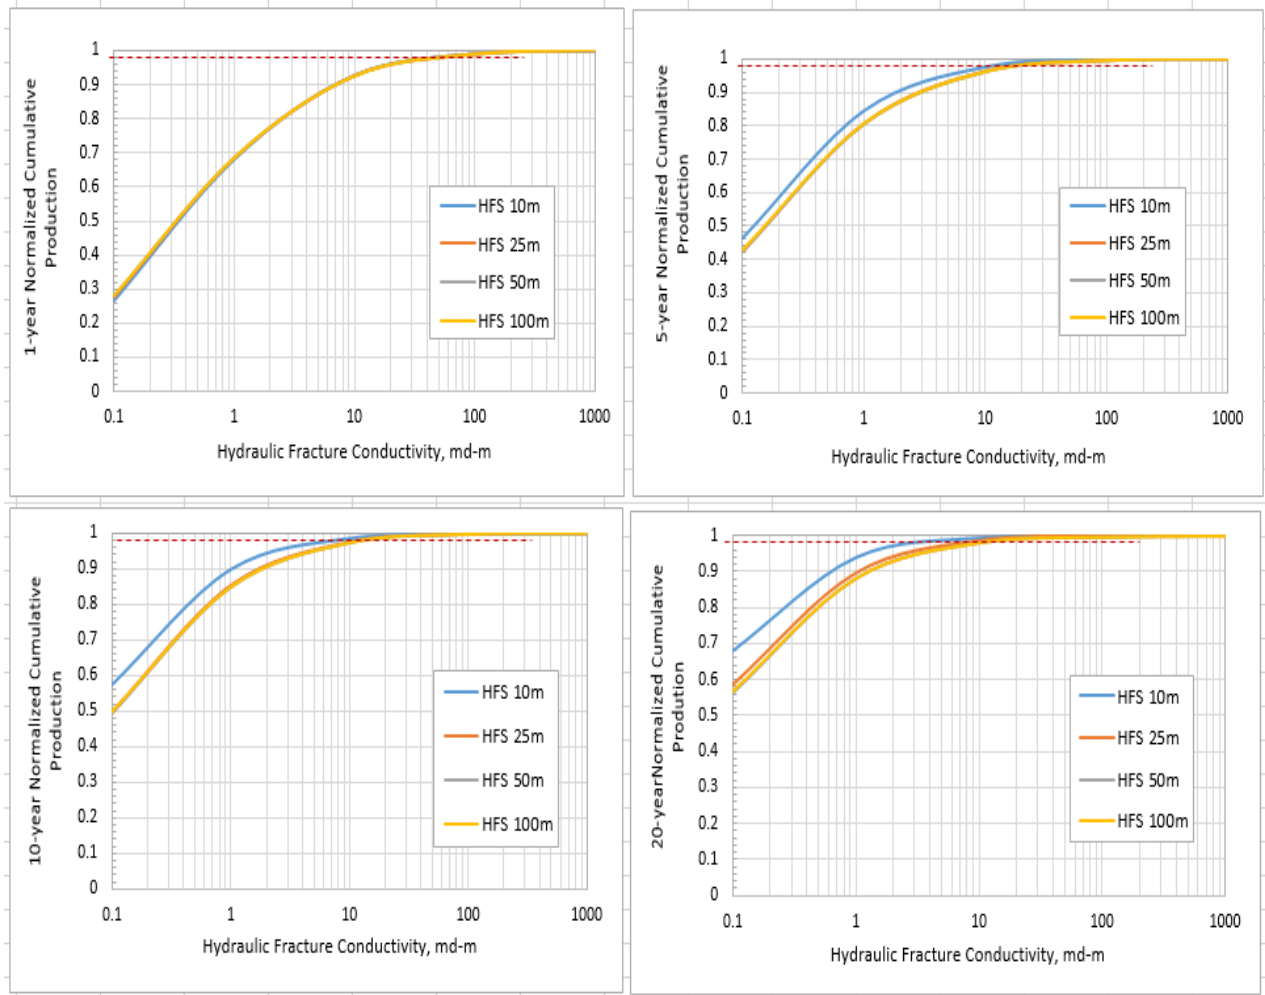 1-year Normalized Cumulative
Production
1
0.9
0.8
0.7
0.6
0.5
0.4
0.3
0.2
0.1
0
0.1
1
10
100
1000
Hydraulic Fracture Conductivity, md-m
HFS 10m
HFS 25m
HFS 50m
HFS 100m
5-year Normalized Cumulative
Production
1
0.9
0.8
0.7
0.6
0.5
0.4
0.3
0.2
0.1
0
0.1
1
10
100
1000
Hydraulic Fracture Conductivity, md-m
HFS 10m
HFS 25m
HFS 50m
HFS 100m
10-year Normalized Cumulative
Production
1
0.9
0.8
0.7
0.6
0.5
0.4
0.3
0.2
0.1
0
0.1
1
10
100
1000
Hydraulic Fracture Conductivity, md-m
HFS 10m
HFS 25m
HFS 50m
HFS 100m
20-yearNormalized Cumulative
Prodution
1
0.9
0.8
0.7
0.6
0.5
0.4
0.3
0.2
0.1
0
0.1
1
10
100
1000
Hydraulic Fracture Conductivity, md-m
HFS 10m
HFS 25m
HFS 50m
HFS 100m